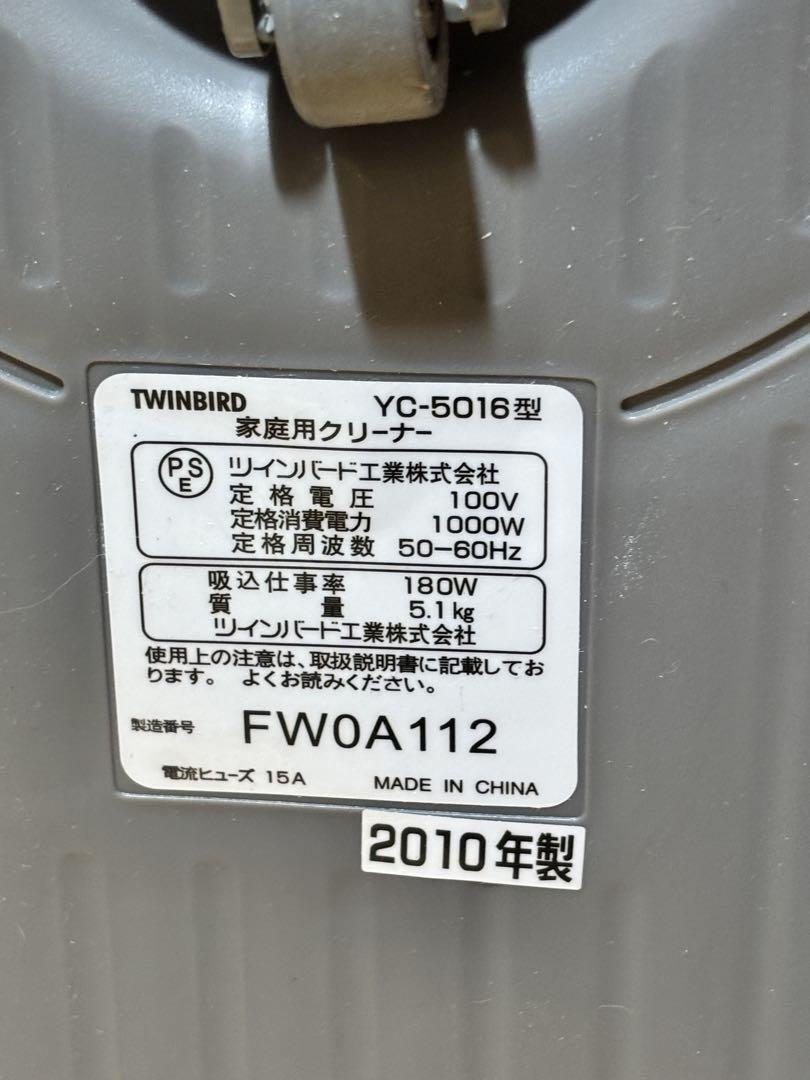 TWINBIRD YC-5016型
家庭用クリーナー
PSE ツインバード工業株式会社
定格電圧 100V
定格消費電力 1000W
定格周波数 50-60Hz
吸込仕事率 180W
質量 5.1kg
ツインバード工業株式会社
使用上の注意は、取扱説明書に記載してお
ります。 よくお読みください。
製造番号 FW0A112
電流ヒューズ 15A MADE IN CHINA
2010年製